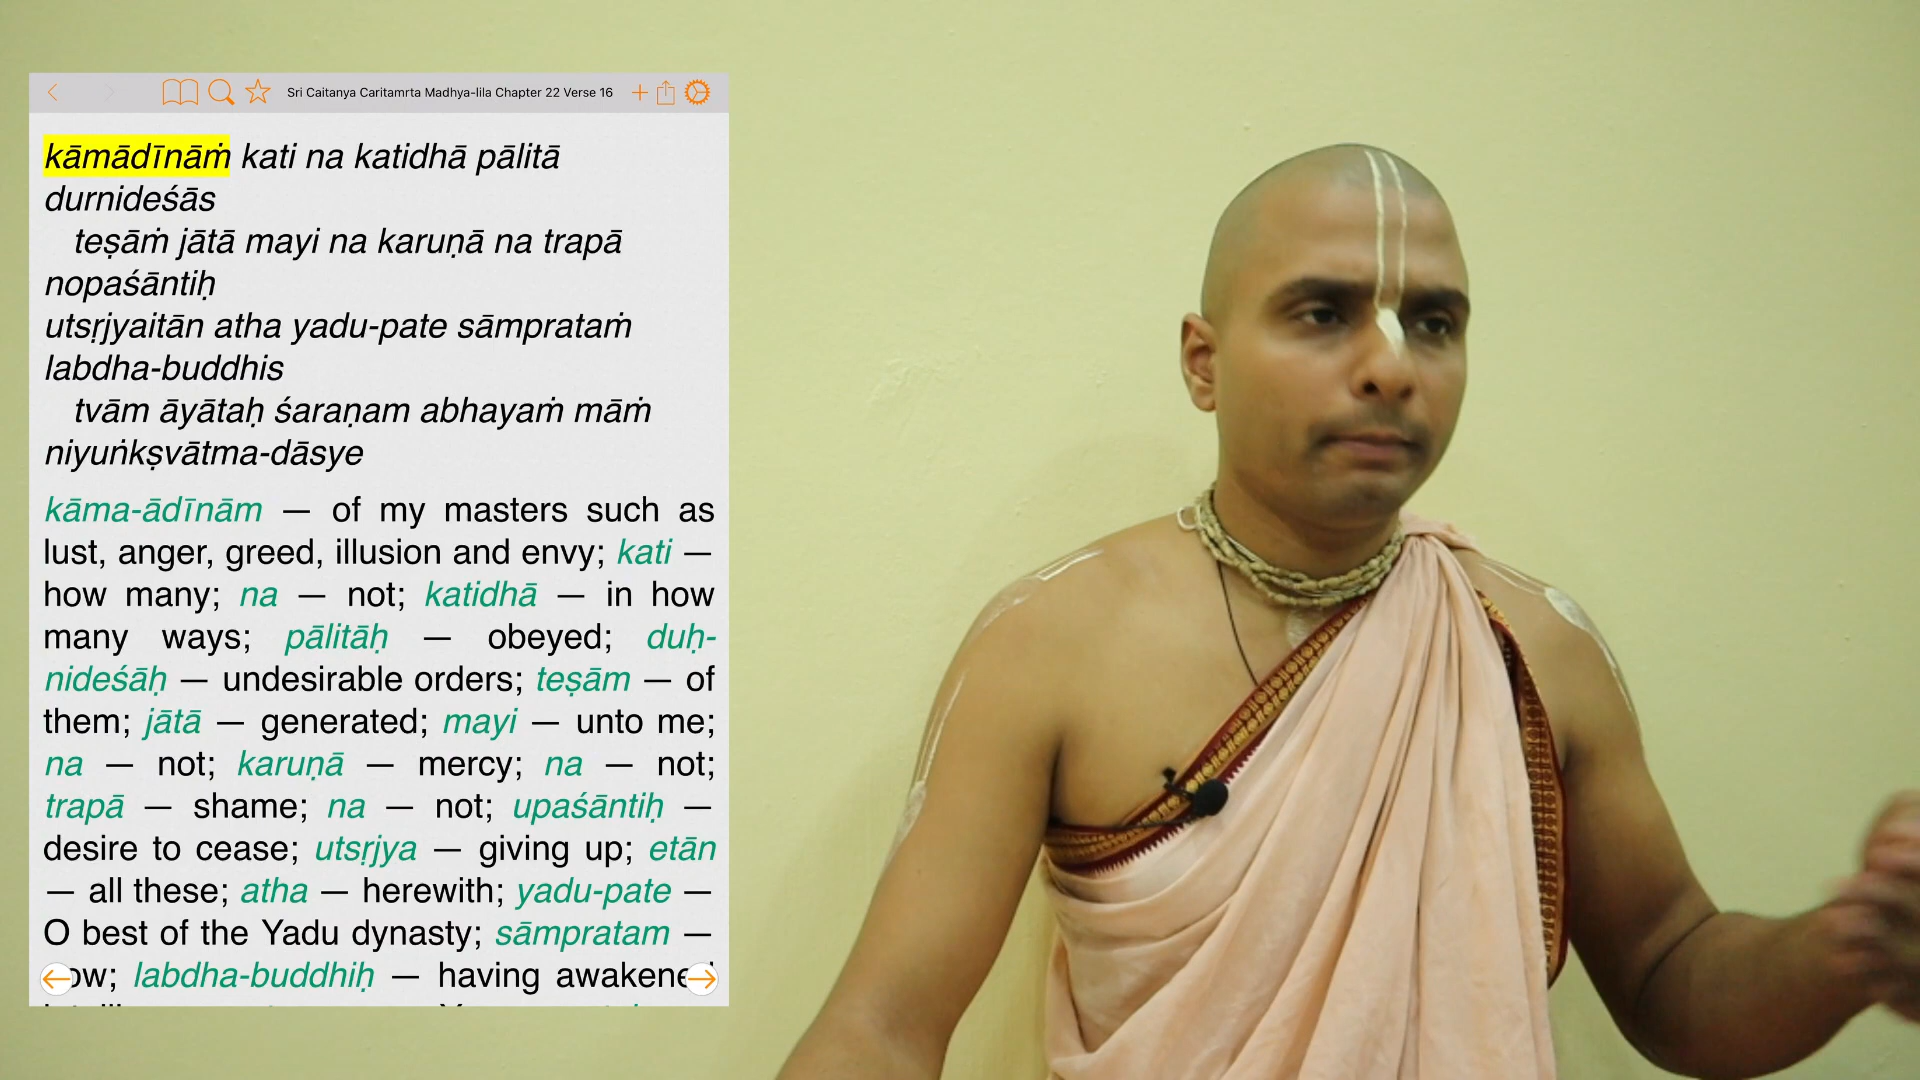 Sri Caitanya Caritamrta Madhya-lila Chapter 22 Verse 16
kāmādīnāṁ kati na katidhā pālitā
durnideśās
teṣāṁ jātā mayi na karuṇā na trapā
nopaśāntiḥ
utsṛjyaitān atha yadu-pate sāmprataṁ
labdha-buddhis
tvām āyātaḥ śaraṇam abhayaṁ māṁ
niyuṅkṣvātma-dāsye
kāma-ādīnām — of my masters such as
lust, anger, greed, illusion and envy; kati —
how many; na — not; katidhā — in how
many ways; pālitāḥ — obeyed; duḥ-
nideśāḥ — undesirable orders; teṣām — of
them; jātā — generated; mayi — unto me;
na — not; karuṇā — mercy; na — not;
trapā — shame; na — not; upaśāntiḥ —
desire to cease; utsṛjya — giving up; etān
— all these; atha — herewith; yadu-pate —
O best of the Yadu dynasty; sāmpratam —
ow; labdha-buddhiḥ — having awakene